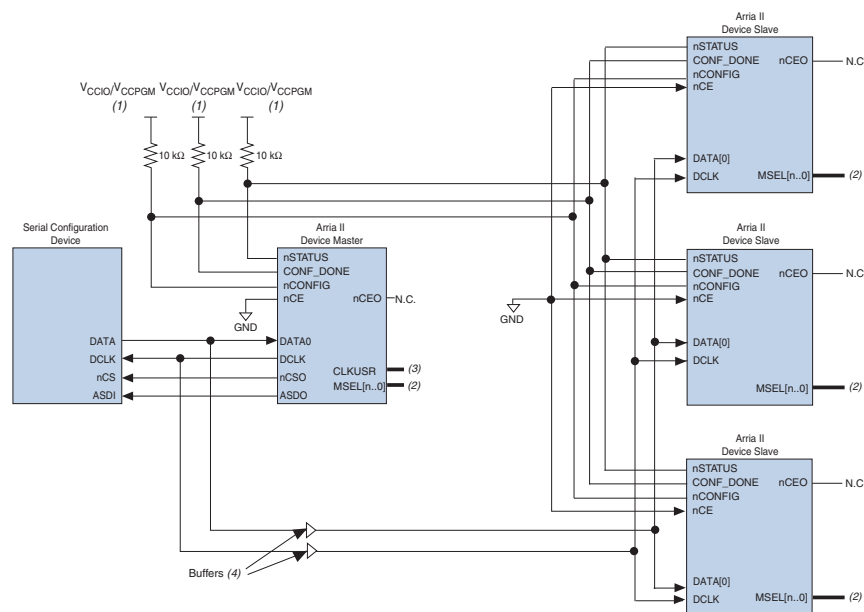 Arria II
Device Slave
nSTATUS
CONF_DONE
nCEO
N.C
nCONFIG
nCE
DATA[0]
DCLK
MSEL[n..0]
(2)
VCCIO/VCCPGM VCCIO/VCCPGM VCCIO/VCCPGM
(1) (1) (1)
10 kΩ 10 kΩ 10 kΩ
Serial Configuration
Device
DATA
DCLK
nCS
ASDI
Arria II
Device Master
nSTATUS
CONF_DONE
nCONFIG
nCE
nCEO
N.C.
GND
DATA0
DCLK
nCSO
ASDO
CLKUSR
(3)
MSEL[n..0]
(2)
Arria II
Device Slave
nSTATUS
CONF_DONE
nCEO
N.C
nCONFIG
nCE
GND
DATA[0]
DCLK
MSEL[n..0]
(2)
Arria II
Device Slave
nSTATUS
CONF_DONE
nCEO
N.C
nCONFIG
nCE
DATA[0]
DCLK
MSEL[n..0]
(2)
Buffers (4)